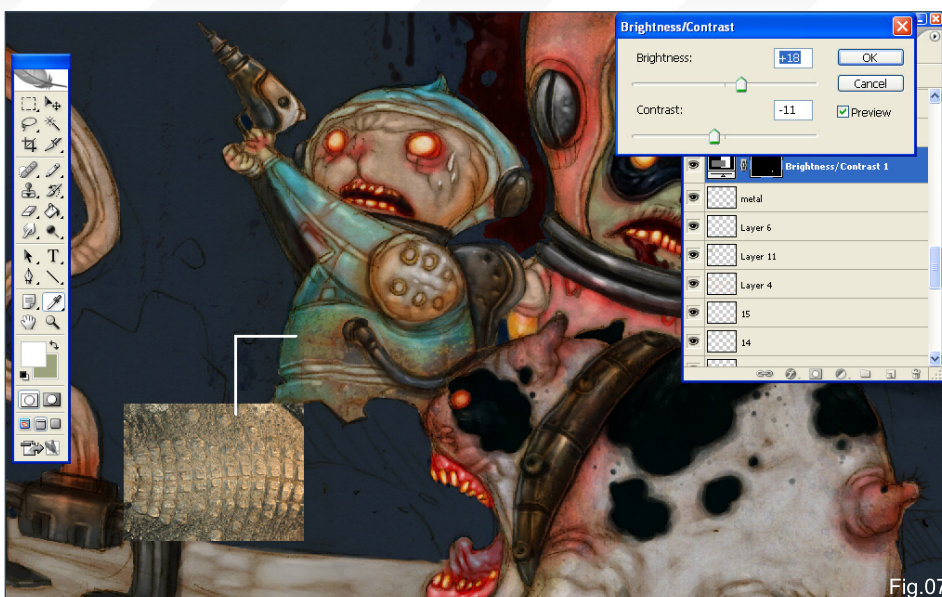 Brightness/Contrast
Brightness:
+18
OK
Cancel
Contrast:
-11
Preview
Brightness/Contrast 1
metal
Layer 6
Layer 11
Layer 4
15
14
T
Fig.07